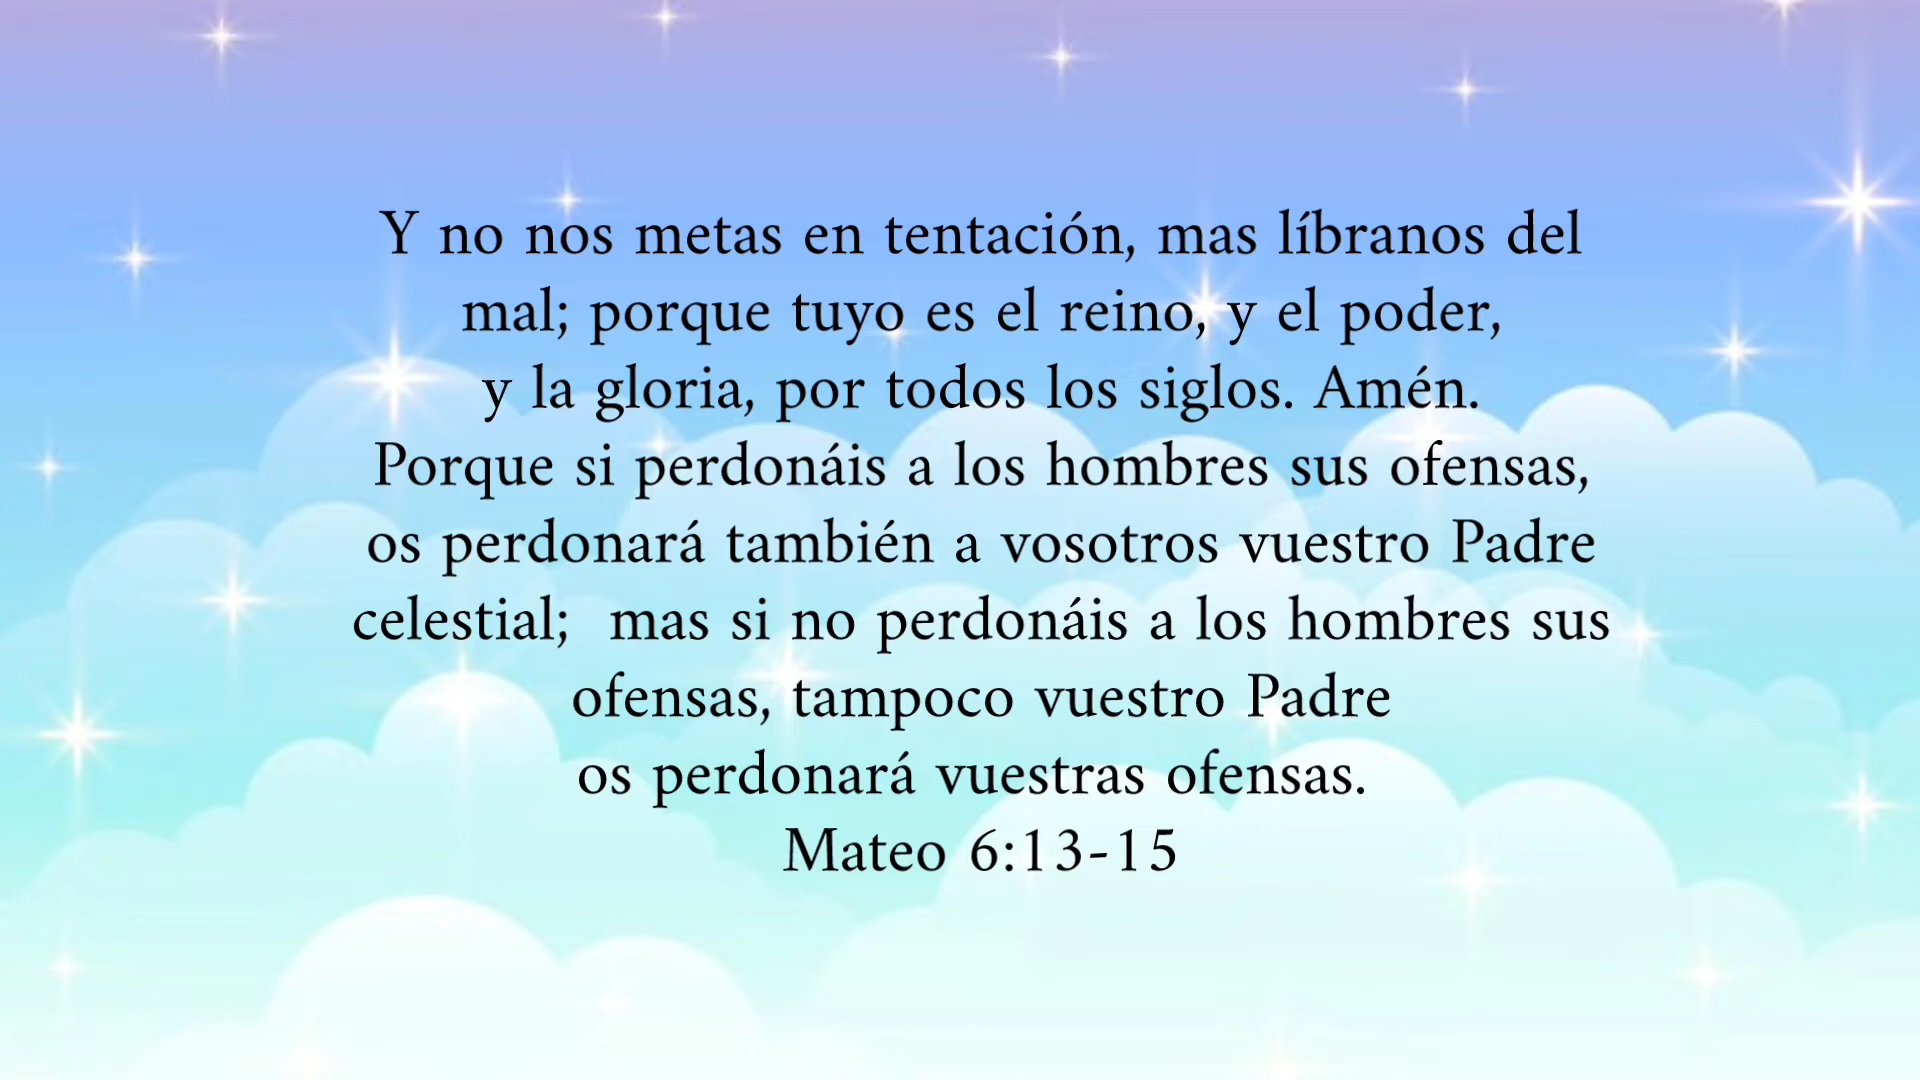 Y no nos metas en tentación, mas líbranos del
mal; porque tuyo es el reino, y el poder,
y la gloria, por todos los siglos. Amén.
Porque si perdonáis a los hombres sus ofensas,
os perdonará también a vosotros vuestro Padre
celestial;  mas si no perdonáis a los hombres sus
ofensas, tampoco vuestro Padre
os perdonará vuestras ofensas.
Mateo 6:13-15